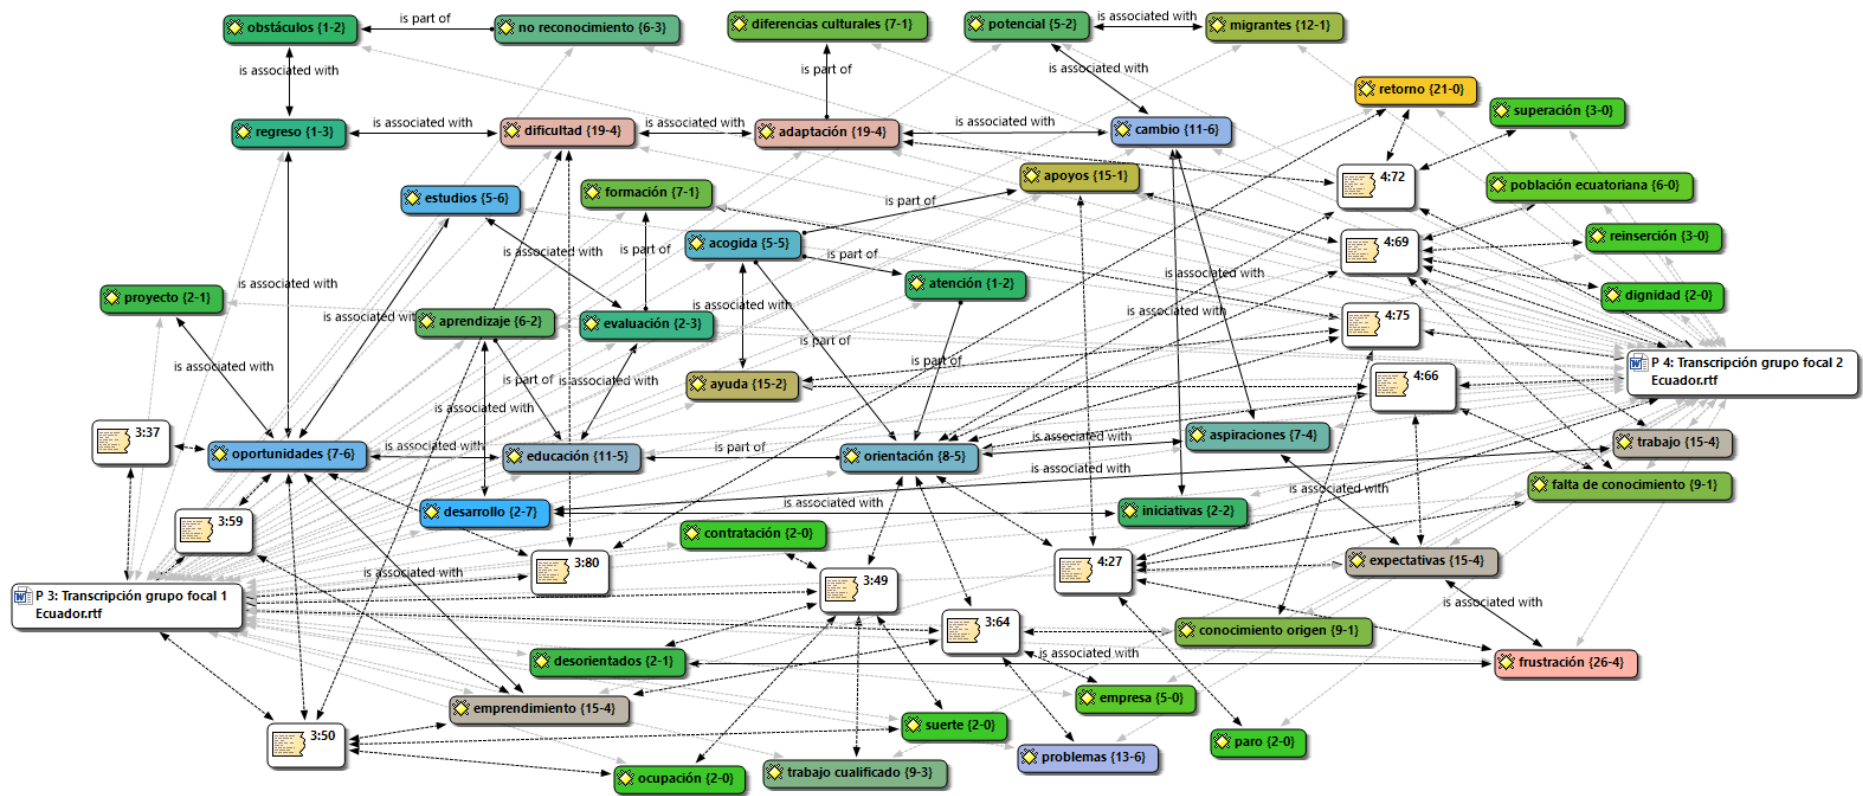 obstáculos {1-2}
is part of
no reconocimiento {6-3}
diferencias culturales {7-1}
potencial {5-2}
is associated with
migrantes {12-1}
is associated with
is part of
is associated with
retorno {21-0}
superación {3-0}
regreso {1-3}
is associated with
dificultad {19-4}
is associated with
adaptación {19-4}
is associated with
cambio {11-6}
4:72
población ecuatoriana {6-0}
estudios {5-6}
formación {7-1}
apoyos {15-1}
is part of
acogida {5-5}
is associated with
is part of
is part of
4:69
reinserción {3-0}
is associated with
atención {1-2}
is associated with
dignidad {2-0}
proyecto {2-1}
is associated with
aprendizaje {6-2}
evaluación {2-3}
is associated with
4:75
P 4: Transcripción grupo focal 2
Ecuador.rtf
is associated with
is part of
is associated with
ayuda {15-2}
is part of
4:66
is associated with
3:37
oportunidades {7-6}
is associated with
educación {11-5}
is part of
orientación {8-5}
is associated with
aspiraciones {7-4}
trabajo {15-4}
is associated with
falta de conocimiento {9-1}
is associated with
3:59
desarrollo {2-7}
is associated with
iniciativas {2-2}
contratación {2-0}
is associated with
3:80
3:49
4:27
expectativas {15-4}
P 3: Transcripción grupo focal 1
Ecuador.rtf
is associated with
3:64
conocimiento origen {9-1}
desorientados {2-1}
is associated with
frustración {26-4}
emprendimiento {15-4}
empresa {5-0}
3:50
suerte {2-0}
paro {2-0}
ocupación {2-0}
trabajo cualificado {9-3}
problemas {13-6}